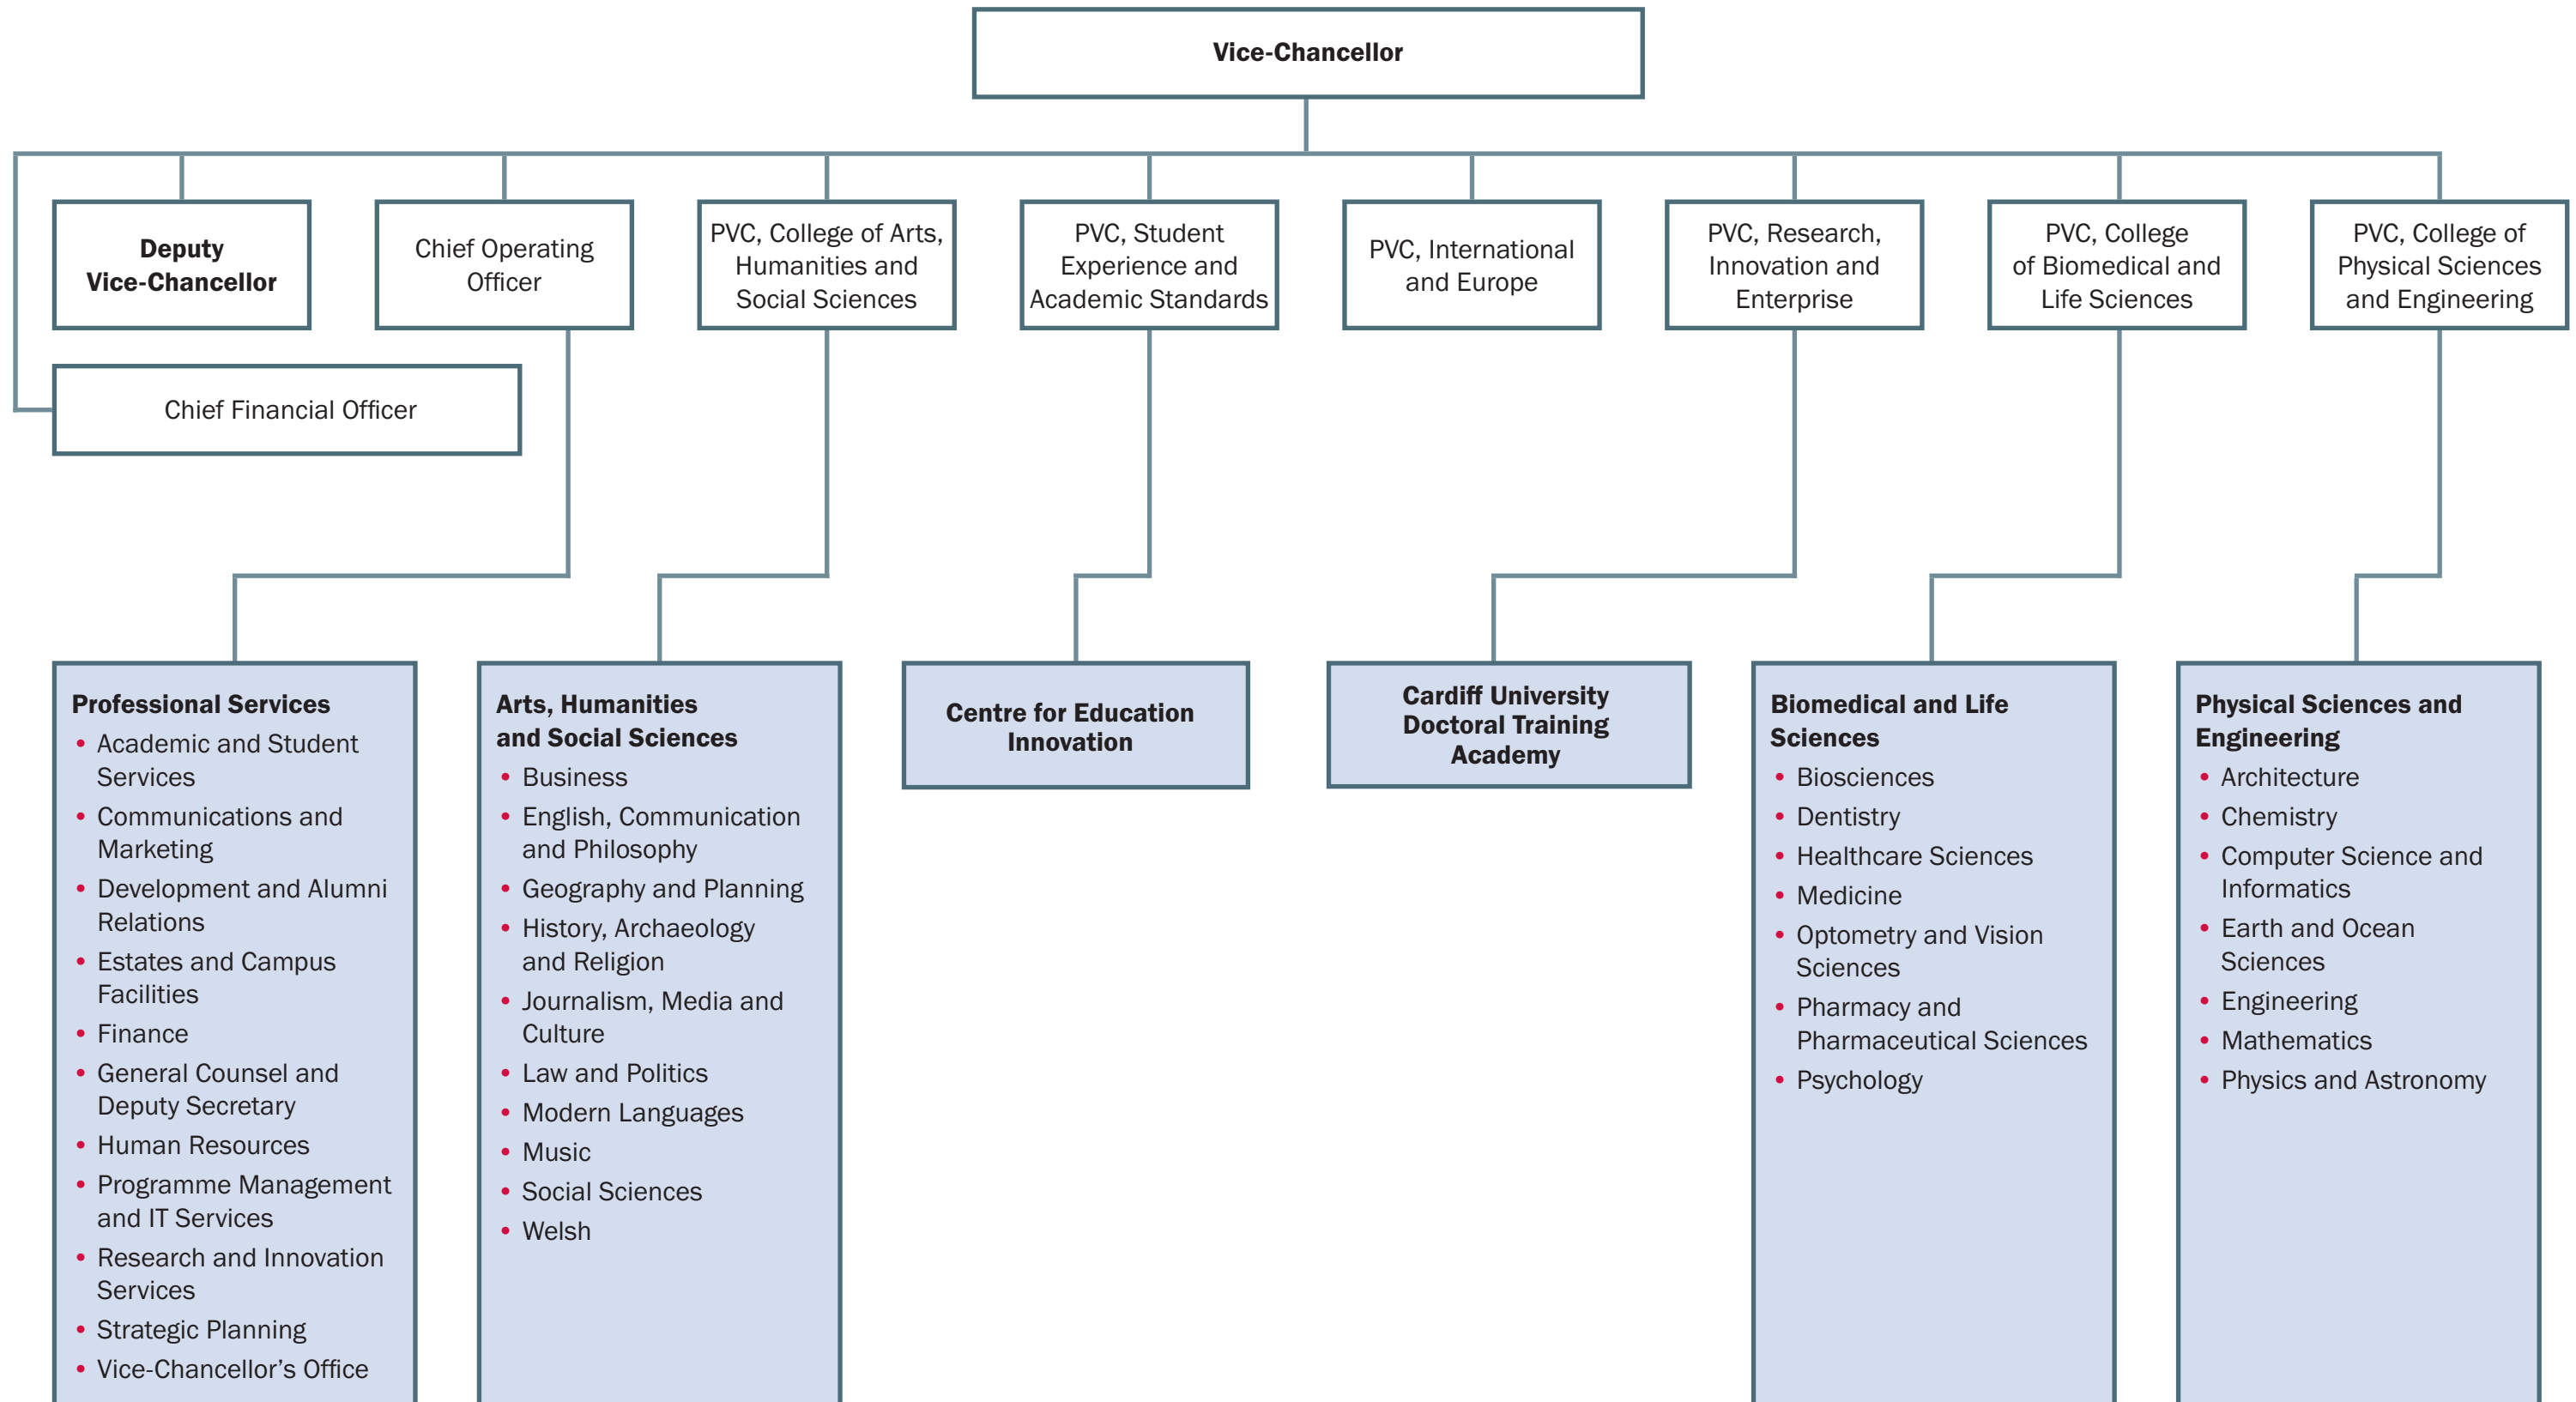 Vice-Chancellor
Deputy
Vice-Chancellor
Chief Operating
Officer
PVC, College of Arts,
Humanities and
Social Sciences
PVC, Student
Experience and
Academic Standards
PVC, International
and Europe
PVC, Research,
Innovation and
Enterprise
PVC, College
of Biomedical and
Life Sciences
PVC, College of
Physical Sciences
and Engineering
Chief Financial Officer
Professional Services
• Academic and Student
Services
• Communications and
Marketing
• Development and Alumni
Relations
• Estates and Campus
Facilities
• Finance
• General Counsel and
Deputy Secretary
• Human Resources
• Programme Management
and IT Services
• Research and Innovation
Services
• Strategic Planning
• Vice-Chancellor’s Office
Arts, Humanities
and Social Sciences
• Business
• English, Communication
and Philosophy
• Geography and Planning
• History, Archaeology
and Religion
• Journalism, Media and
Culture
• Law and Politics
• Modern Languages
• Music
• Social Sciences
• Welsh
Centre for Education
Innovation
Cardiff University
Doctoral Training
Academy
Biomedical and Life
Sciences
• Biosciences
• Dentistry
• Healthcare Sciences
• Medicine
• Optometry and Vision
Sciences
• Pharmacy and
Pharmaceutical Sciences
• Psychology
Physical Sciences and
Engineering
• Architecture
• Chemistry
• Computer Science and
Informatics
• Earth and Ocean
Sciences
• Engineering
• Mathematics
• Physics and Astronomy